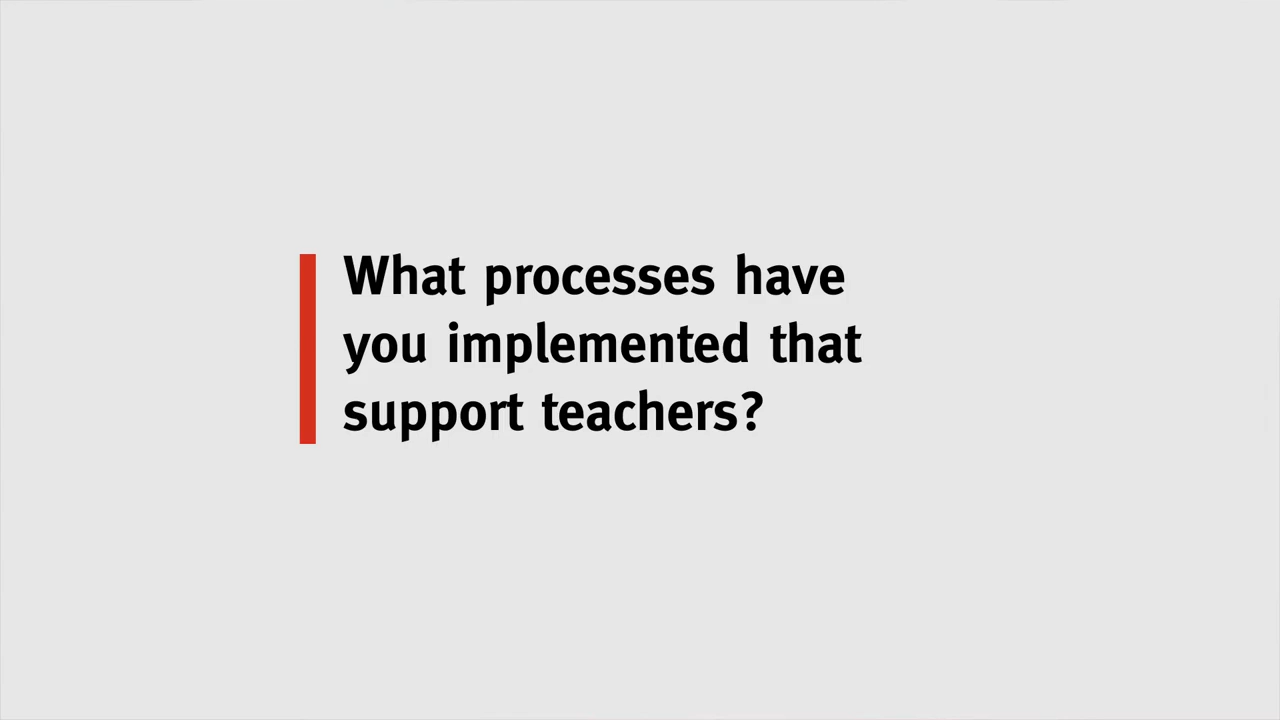 What processes have
you implemented that
support teachers?